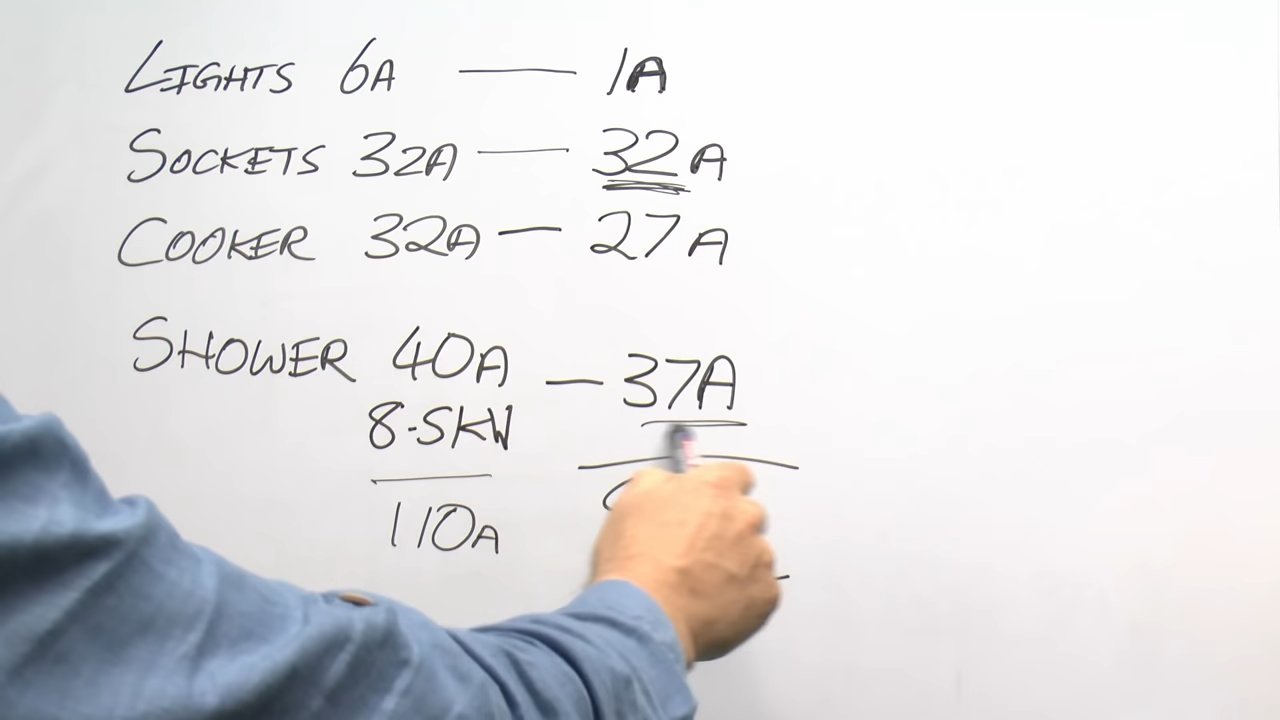 LIGHTS 6A — 1A
SOCKETS 32A — 32A
COOKER 32A — 27A
SHOWER 40A — 37A
8.5KW
110A